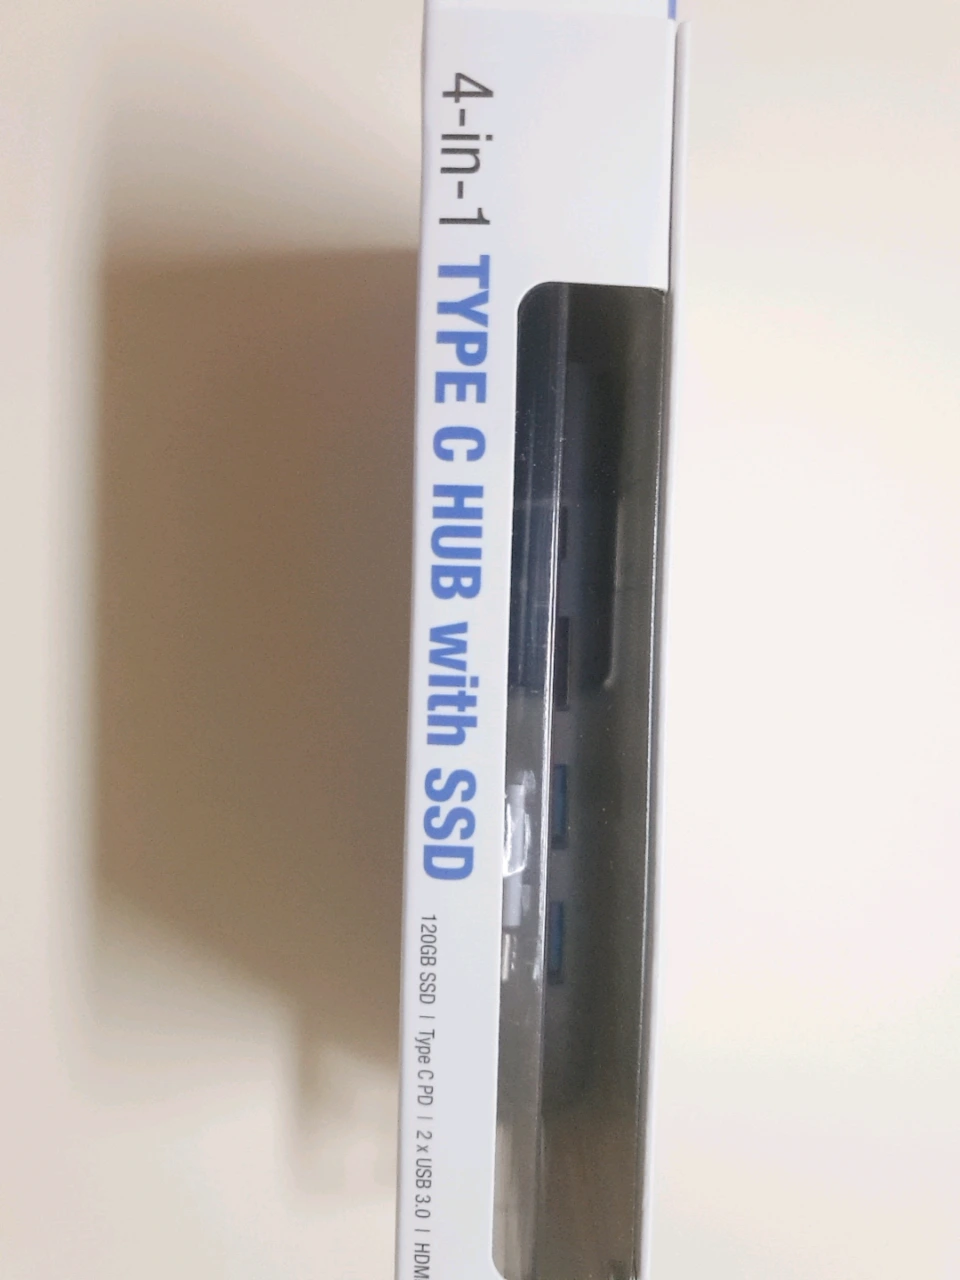 4-in-1 TYPE C HUB with SSD
120GB SSD | Type C PD | 2 x USB 3.0 |